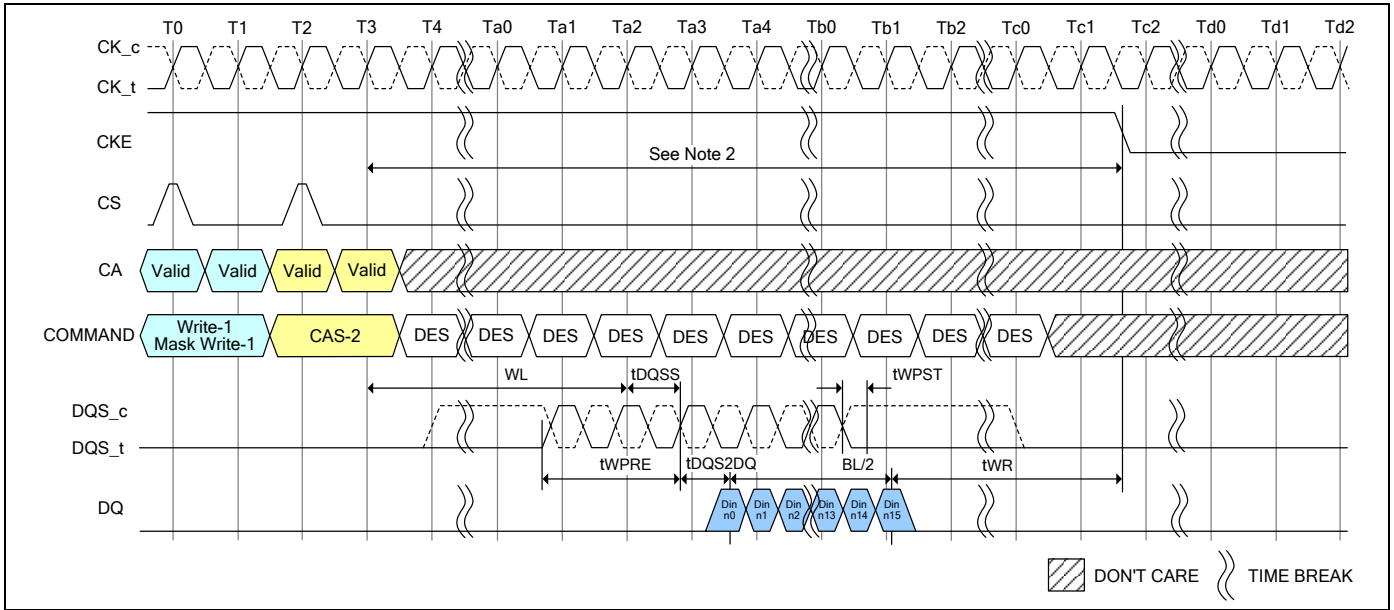 T0 T1 T2 T3 T4 Ta0 Ta1 Ta2 Ta3 Ta4 Tb0 Tb1 Tb2 Tc0 Tc1 Tc2 Td0 Td1 Td2
CK_c
CK_t
CKE
See Note 2
CS
CA Valid Valid Valid Valid
COMMAND Write-1 Mask Write-1 CAS-2 DES DES DES DES DES DES DES DES DES DES
WL tDQSS tWPST
DQS_c
DQS_t
tWPRE tDQS2DQ BL/2 tWR
DQ Din n0 Din n1 Din n2 Din n13 Din n14 Din n15
DON'T CARE TIME BREAK